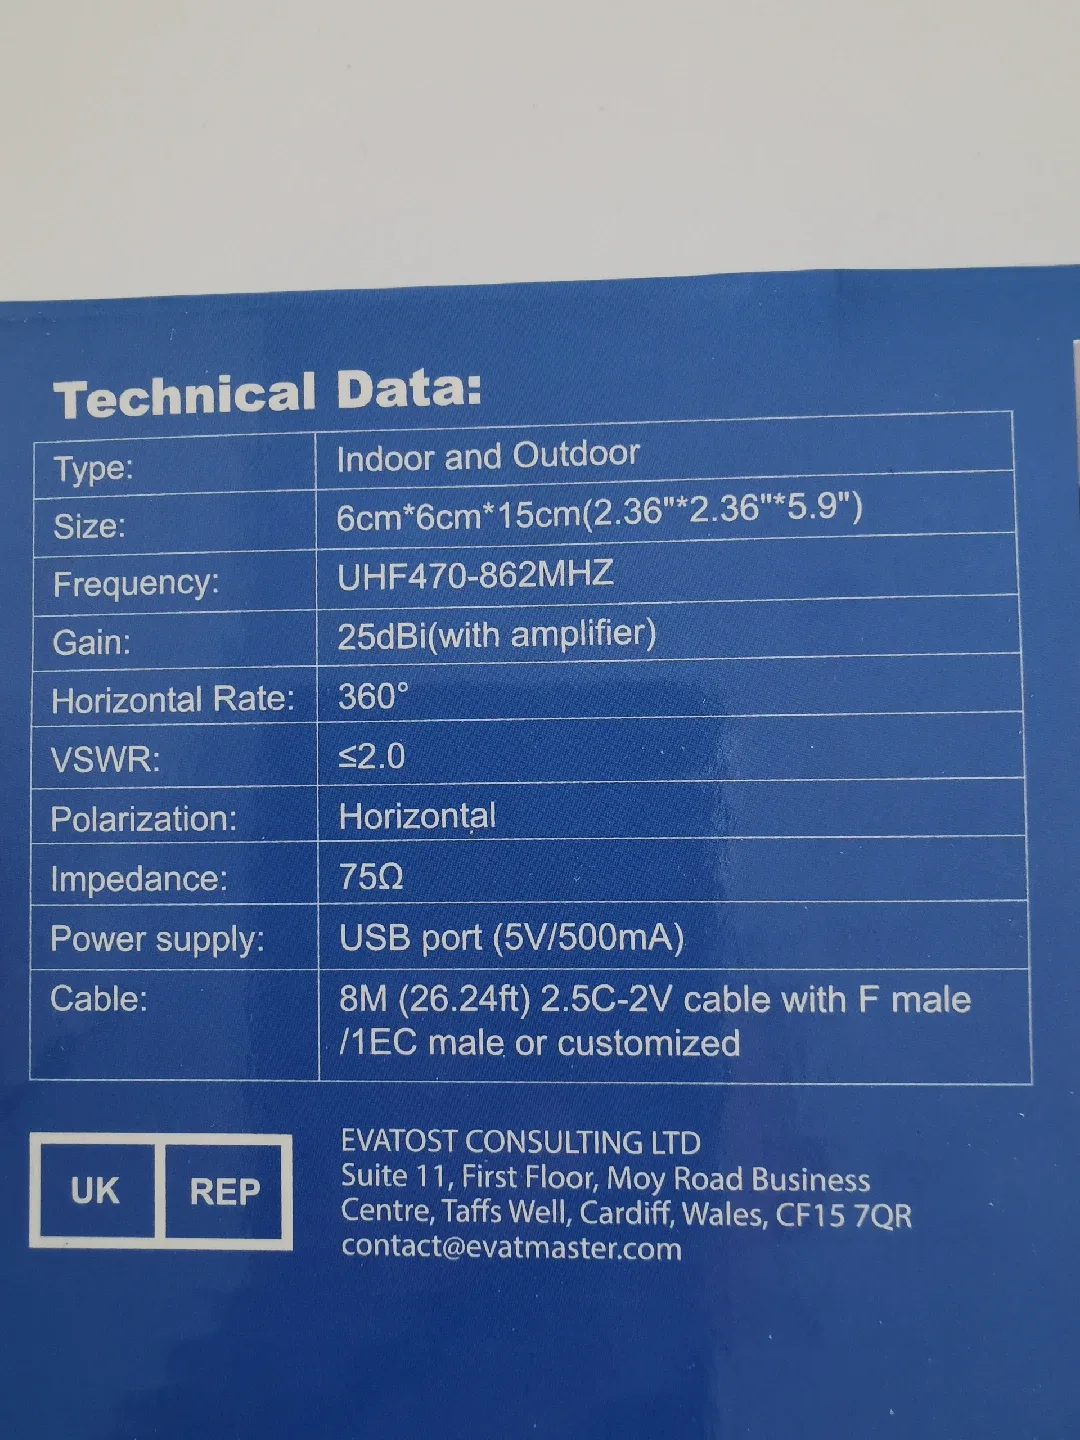 Technical Data:
Type: Indoor and Outdoor
Size: 6cm*6cm*15cm(2.36"*2.36"*5.9")
Frequency: UHF470-862MHZ
Gain: 25dBi(with amplifier)
Horizontal Rate: 360°
VSWR: ≤2.0
Polarization: Horizontal
Impedance: 75Ω
Power supply: USB port (5V/500mA)
Cable: 8M (26.24ft) 2.5C-2V cable with F male
/1EC male or customized
UK REP
EVATOST CONSULTING LTD
Suite 11, First Floor, Moy Road Business
Centre, Taffs Well, Cardiff, Wales, CF15 7QR
contact@evatmaster.com